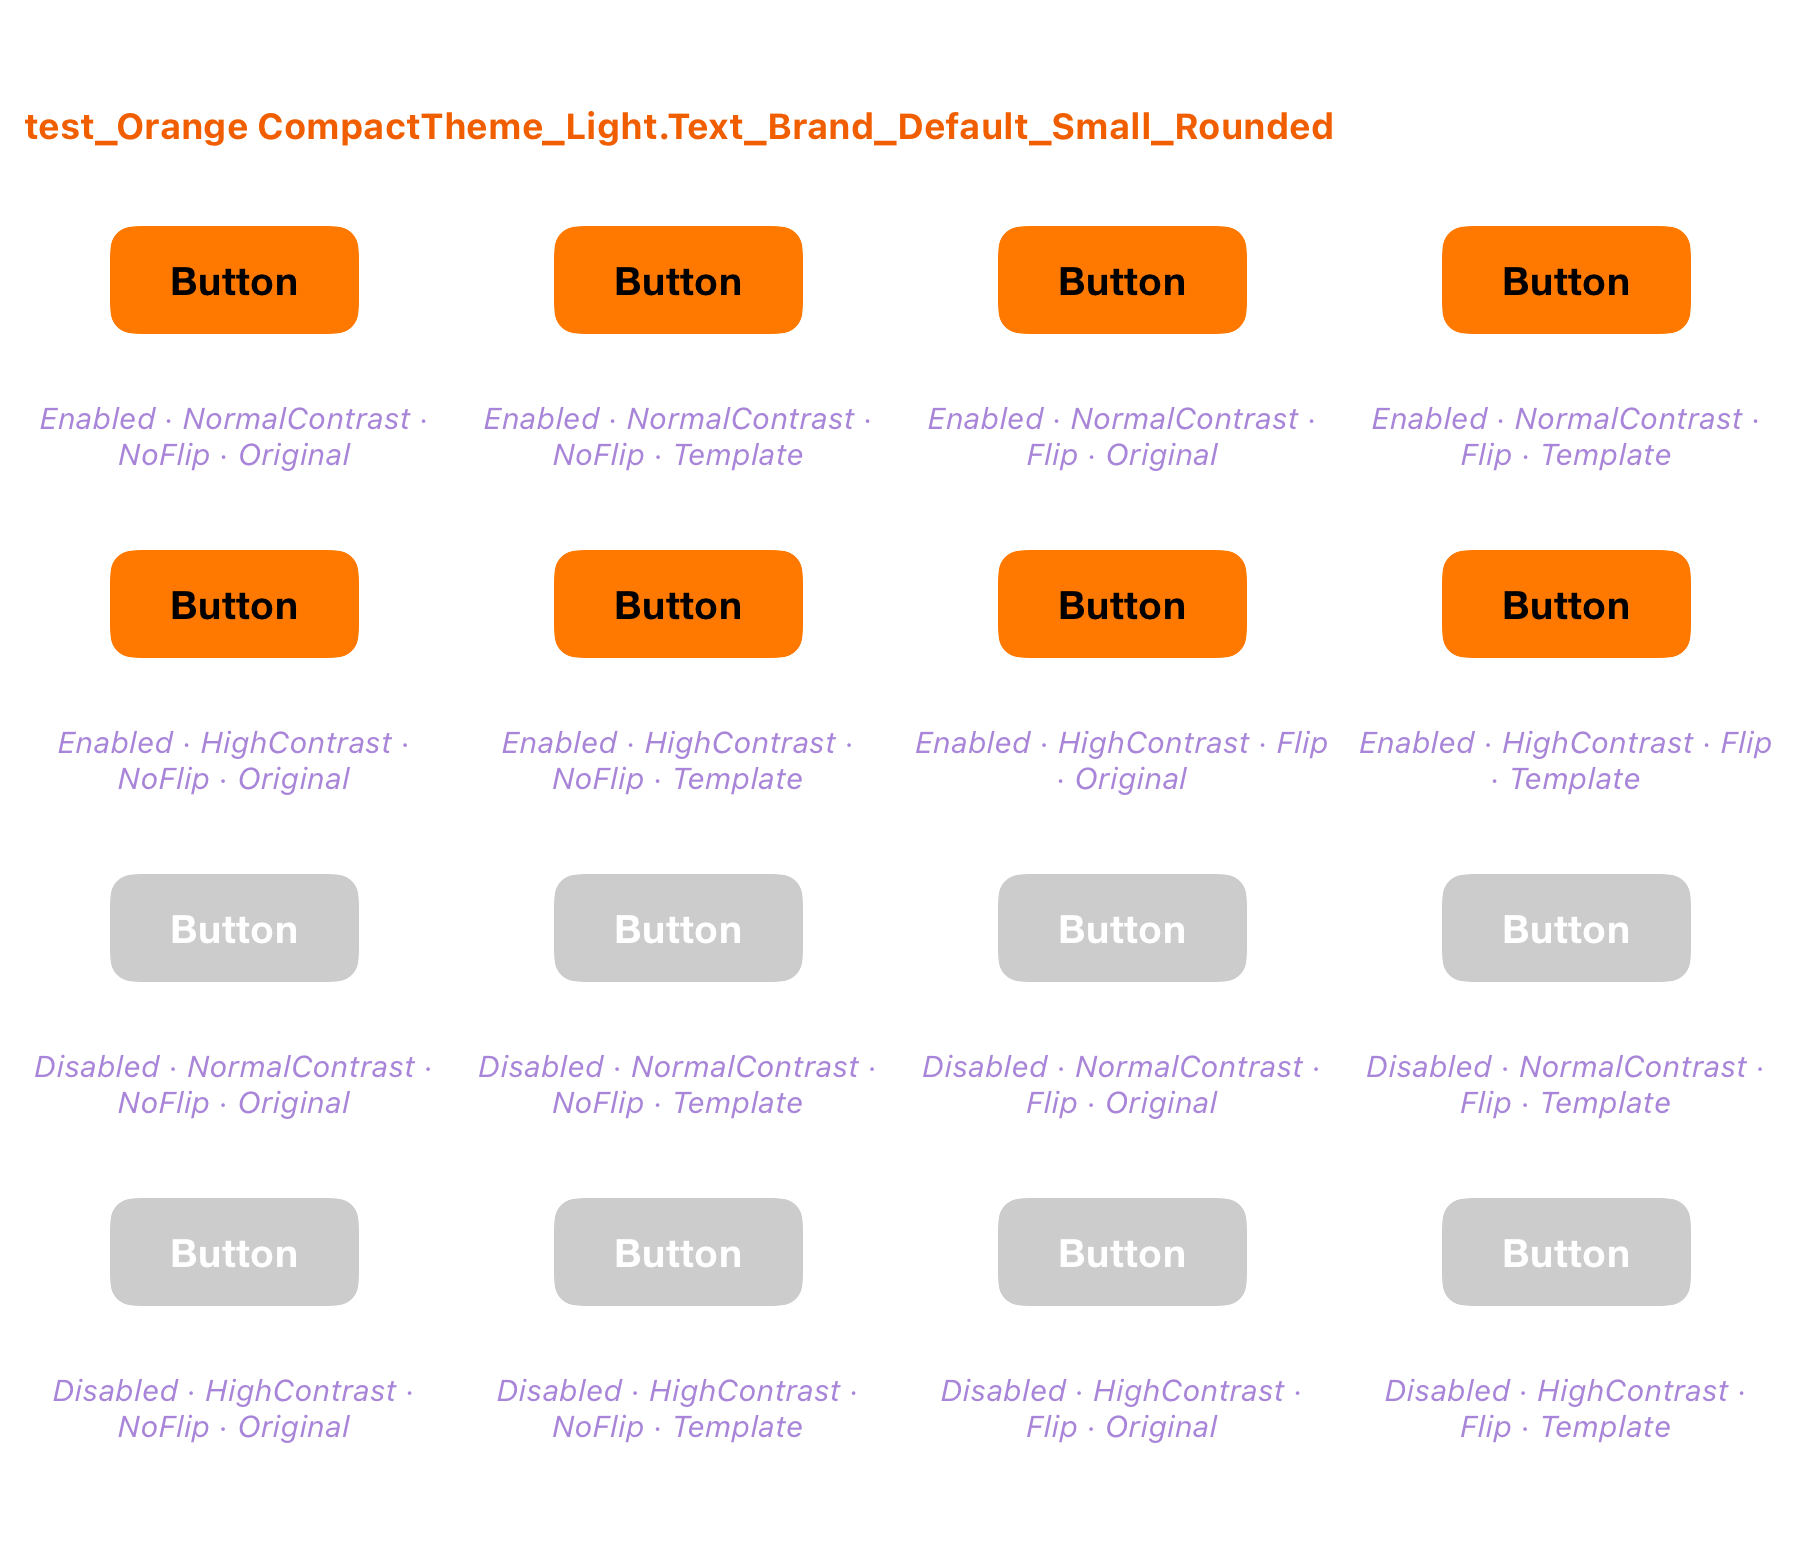 test_Orange CompactTheme_Light.Text_Brand_Default_Small_Rounded
Button Button Button Button
Enabled · NormalContrast · Enabled · NormalContrast · Enabled · NormalContrast · Enabled · NormalContrast ·
NoFlip · Original NoFlip · Template Flip · Original Flip · Template
Button Button Button Button
Enabled · HighContrast · Enabled · HighContrast · Enabled · HighContrast · Flip Enabled · HighContrast · Flip
NoFlip · Original NoFlip · Template · Original · Template
Button Button Button Button
Disabled · NormalContrast · Disabled · NormalContrast · Disabled · NormalContrast · Disabled · NormalContrast ·
NoFlip · Original NoFlip · Template Flip · Original Flip · Template
Button Button Button Button
Disabled · HighContrast · Disabled · HighContrast · Disabled · HighContrast · Disabled · HighContrast ·
NoFlip · Original NoFlip · Template Flip · Original Flip · Template